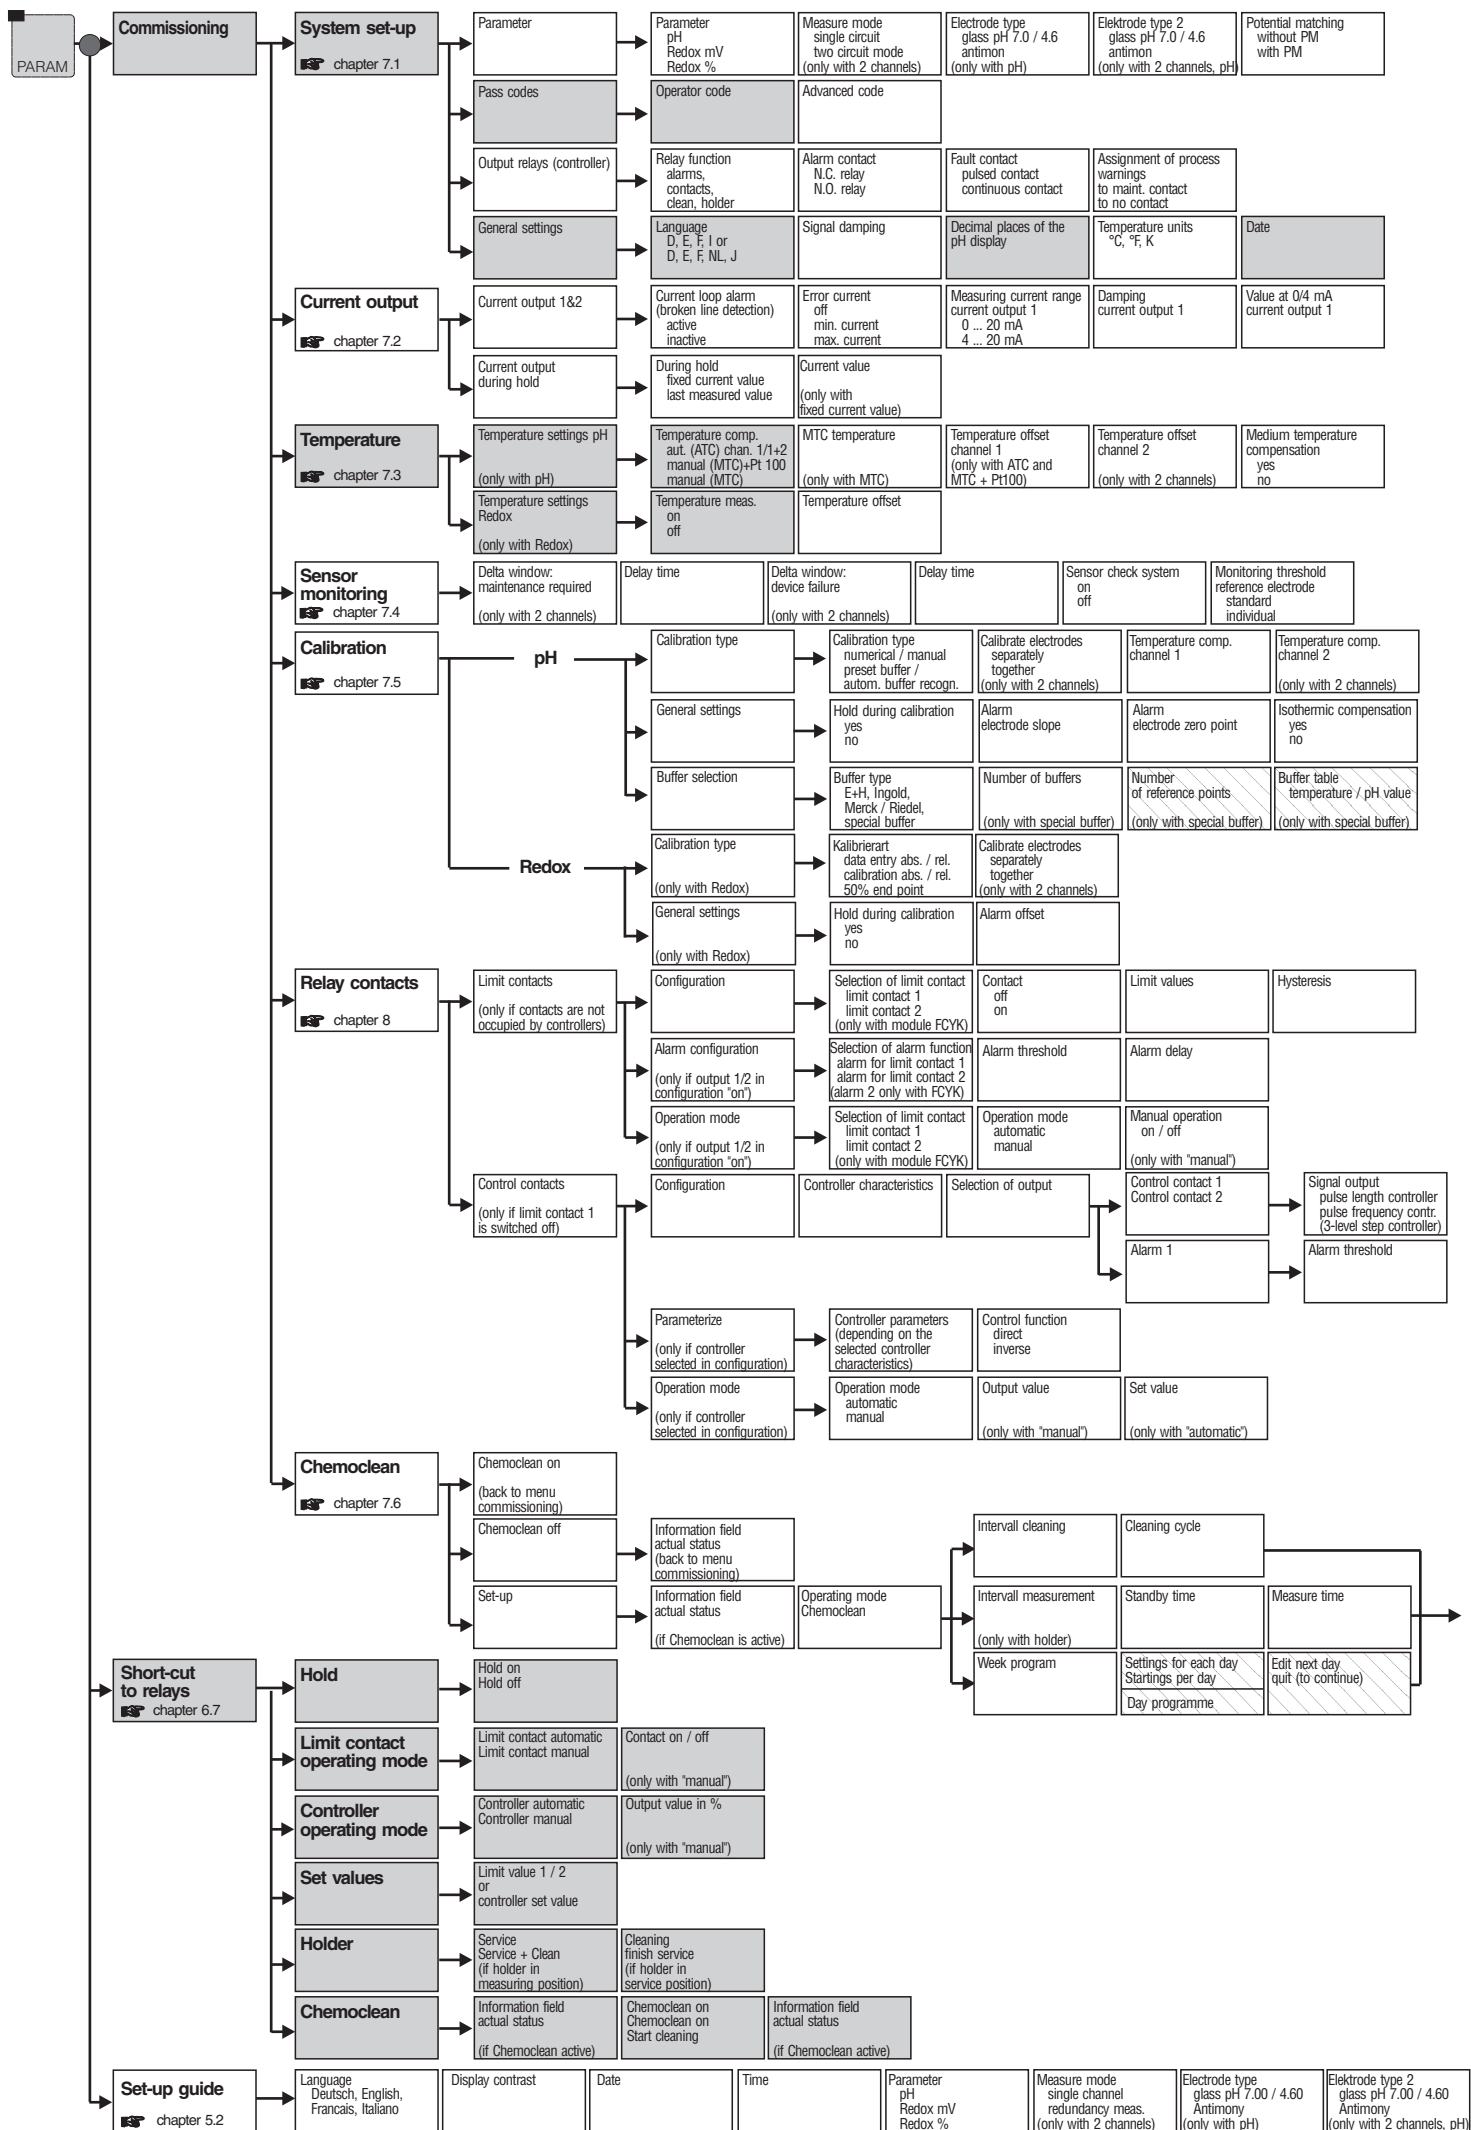 PARAM
Commissioning
System set-up
chapter 7.1
Parameter
Parameter
pH
Redox mV
Redox %
Measure mode
single circuit
two circuit mode
(only with 2 channels)
Electrode type
glass pH 7.0 / 4.6
antimon
(only with pH)
Elektrode type 2
glass pH 7.0 / 4.6
antimon
(only with 2 channels, pH)
Potential matching
without PM
with PM
Pass codes
Operator code
Advanced code
Output relays (controller)
Relay function
alarms,
contacts,
clean, holder
Alarm contact
N.C. relay
N.O. relay
Fault contact
pulsed contact
continuous contact
Assignment of process
warnings
to maint. contact
to no contact
General settings
Language
D, E, F, I or
D, E, F, NL, J
Signal damping
Decimal places of the
pH display
Temperature units
°C, °F, K
Date
Current output
chapter 7.2
Current output 1&2
Current loop alarm
(broken line detection)
active
inactive
Error current
off
min. current
max. current
Measuring current range
current output 1
0 ... 20 mA
4 ... 20 mA
Damping
current output 1
Value at 0/4 mA
current output 1
Current output
during hold
During hold
fixed current value
last measured value
Current value
(only with
fixed current value)
Temperature
chapter 7.3
Temperature settings pH
(only with pH)
Temperature comp.
aut. (ATC) chan. 1/1+2
manual (MTC)+Pt 100
manual (MTC)
MTC temperature
(only with MTC)
Temperature offset
channel 1
(only with ATC and
MTC + Pt100)
Temperature offset
channel 2
(only with 2 channels)
Medium temperature
compensation
yes
no
Temperature settings
Redox
(only with Redox)
Temperature meas.
on
off
Temperature offset
Sensor
monitoring
chapter 7.4
Delta window:
maintenance required
(only with 2 channels)
Delay time
Delta window:
device failure
(only with 2 channels)
Delay time
Sensor check system
on
off
Monitoring threshold
reference electrode
standard
individual
Calibration
chapter 7.5
pH
Calibration type
Calibration type
numerical / manual
preset buffer /
autom. buffer recogn.
Calibrate electrodes
separately
together
(only with 2 channels)
Temperature comp.
channel 1
Temperature comp.
channel 2
(only with 2 channels)
General settings
Hold during calibration
yes
no
Alarm
electrode slope
Alarm
electrode zero point
Isothermic compensation
yes
no
Buffer selection
Buffer type
E+H, Ingold,
Merck / Riedel,
special buffer
Number of buffers
(only with special buffer)
Number
of reference points
(only with special buffer)
Buffer table
temperature / pH value
(only with special buffer)
Redox
Calibration type
(only with Redox)
Kalibrierart
data entry abs. / rel.
calibration abs. / rel.
50% end point
Calibrate electrodes
separately
together
(only with 2 channels)
General settings
(only with Redox)
Hold during calibration
yes
no
Alarm offset
Relay contacts
chapter 8
Limit contacts
(only if contacts are not
occupied by controllers)
Configuration
Selection of limit contact
limit contact 1
limit contact 2
(only with module FCYK)
Contact
off
on
Limit values
Hysteresis
Alarm configuration
(only if output 1/2 in
configuration "on")
Selection of alarm function
alarm for limit contact 1
alarm for limit contact 2
(alarm 2 only with FCYK)
Alarm threshold
Alarm delay
Operation mode
(only if output 1/2 in
configuration "on")
Selection of limit contact
limit contact 1
limit contact 2
(only with module FCYK)
Operation mode
automatic
manual
Manual operation
on / off
(only with "manual")
Control contacts
(only if limit contact 1
is switched off)
Configuration
Controller characteristics
Selection of output
Control contact 1
Control contact 2
Signal output
pulse length controller
pulse frequency contr.
(3-level step controller)
Alarm 1
Alarm threshold
Parameterize
(only if controller
selected in configuration)
Controller parameters
(depending on the
selected controller
characteristics)
Control function
direct
inverse
Operation mode
(only if controller
selected in configuration)
Operation mode
automatic
manual
Output value
(only with "manual")
Set value
(only with "automatic")
Chemoclean
chapter 7.6
Chemoclean on
(back to menu
commissioning)
Chemoclean off
Information field
actual status
(back to menu
commissioning)
Set-up
Information field
actual status
(if Chemoclean is active)
Operating mode
Chemoclean
Intervall cleaning
Cleaning cycle
Intervall measurement
(only with holder)
Standby time
Measure time
Week program
Settings for each day
Startings per day
Day programme
Edit next day
quit (to continue)
Short-cut
to relays
chapter 6.7
Hold
Hold on
Hold off
Limit contact
operating mode
Limit contact automatic
Limit contact manual
Contact on / off
(only with "manual")
Controller
operating mode
Controller automatic
Controller manual
Output value in %
(only with "manual")
Set values
Limit value 1 / 2
or
controller set value
Holder
Service
Service + Clean
(if holder in
measuring position)
Cleaning
finish service
(if holder in
service position)
Chemoclean
Information field
actual status
(if Chemoclean active)
Chemoclean on
Chemoclean on
Start cleaning
Information field
actual status
(if Chemoclean active)
Set-up guide
chapter 5.2
Language
Deutsch, English,
Francais, Italiano
Display contrast
Date
Time
Parameter
pH
Redox mV
Redox %
Measure mode
single channel
redundancy meas.
(only with 2 channels)
Electrode type
glass pH 7.00 / 4.60
Antimony
(only with pH)
Elektrode type 2
glass pH 7.00 / 4.60
Antimony
(only with 2 channels, pH)